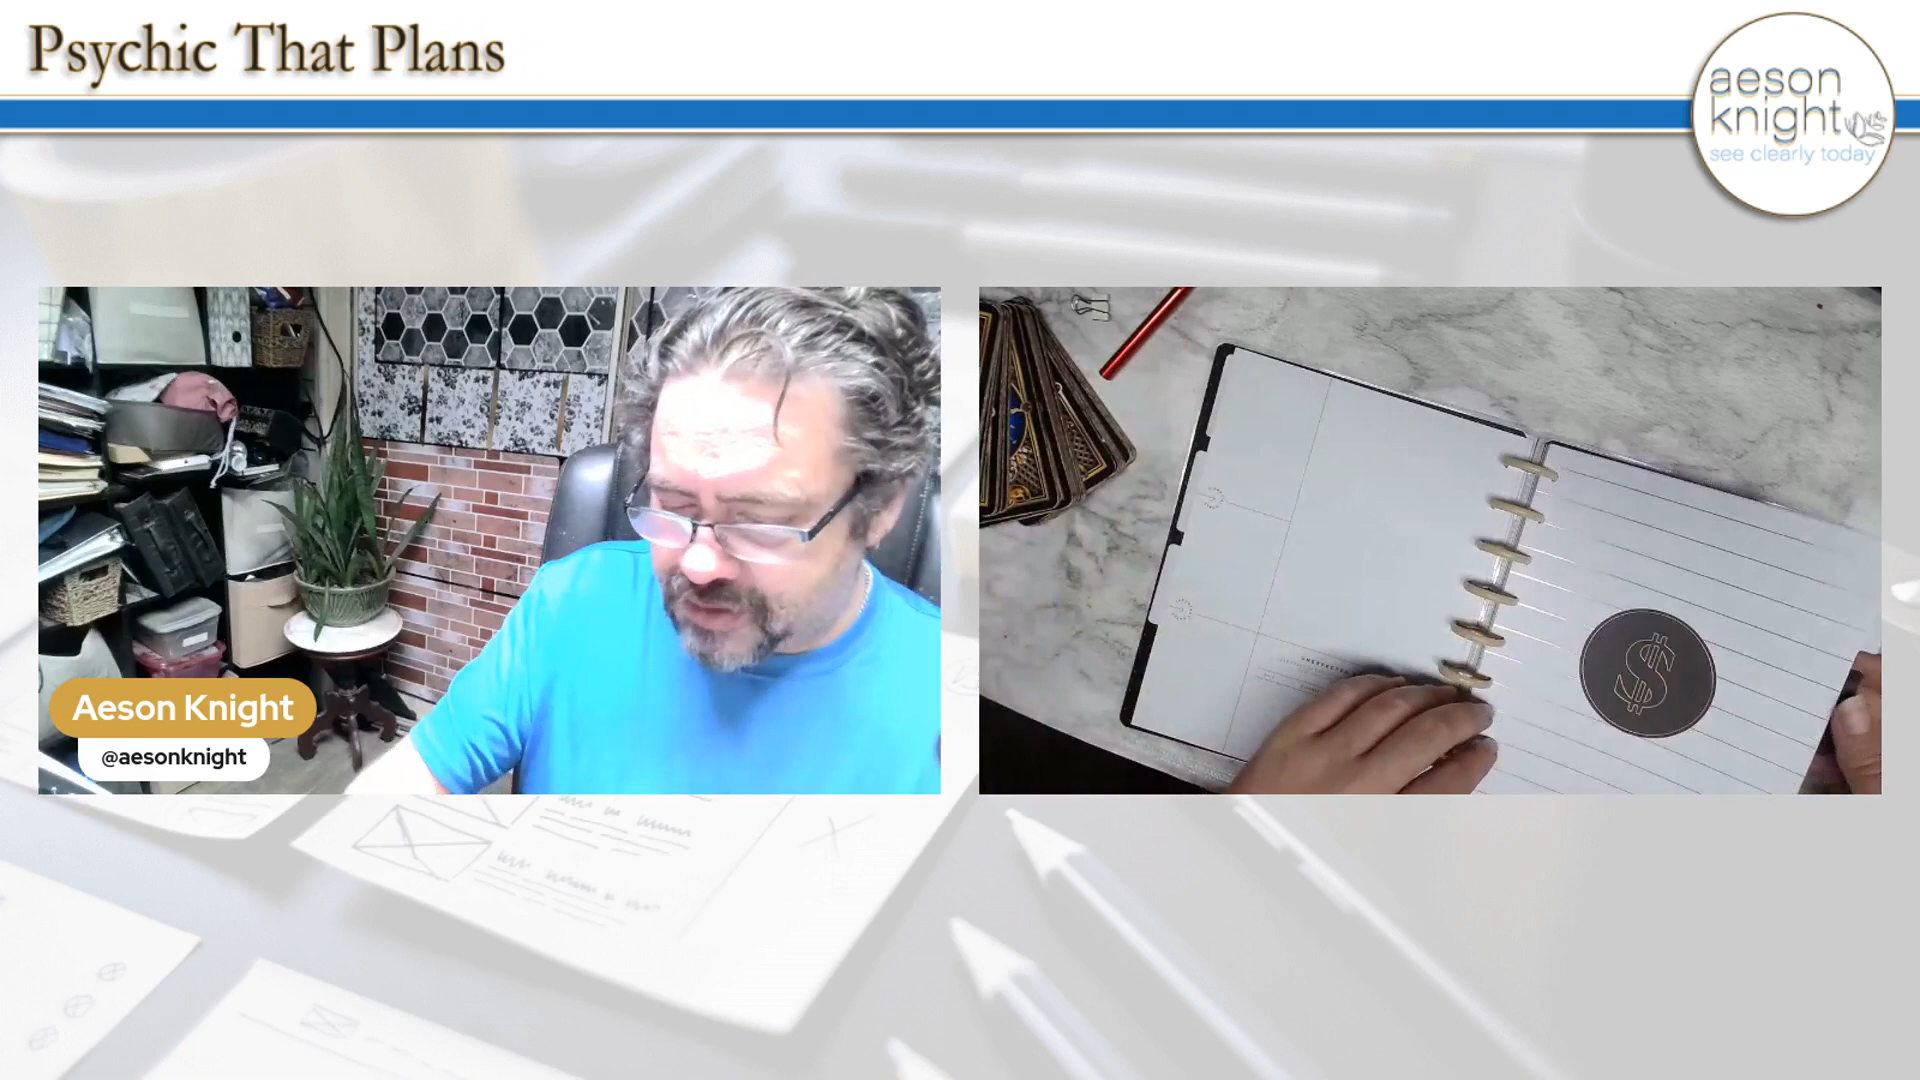 Psychic That Plans
aeson
knight
see clearly today
Aeson Knight
@aesonknight
$